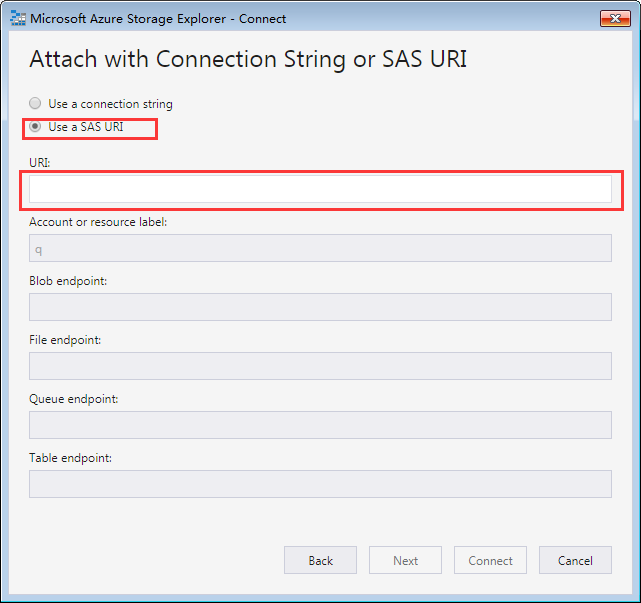 Microsoft Azure Storage Explorer - Connect
Attach with Connection String or SAS URI
Use a connection string
Use a SAS URI
URI:
Account or resource label:
q
Blob endpoint:
File endpoint:
Queue endpoint:
Table endpoint:
Back Next Connect Cancel